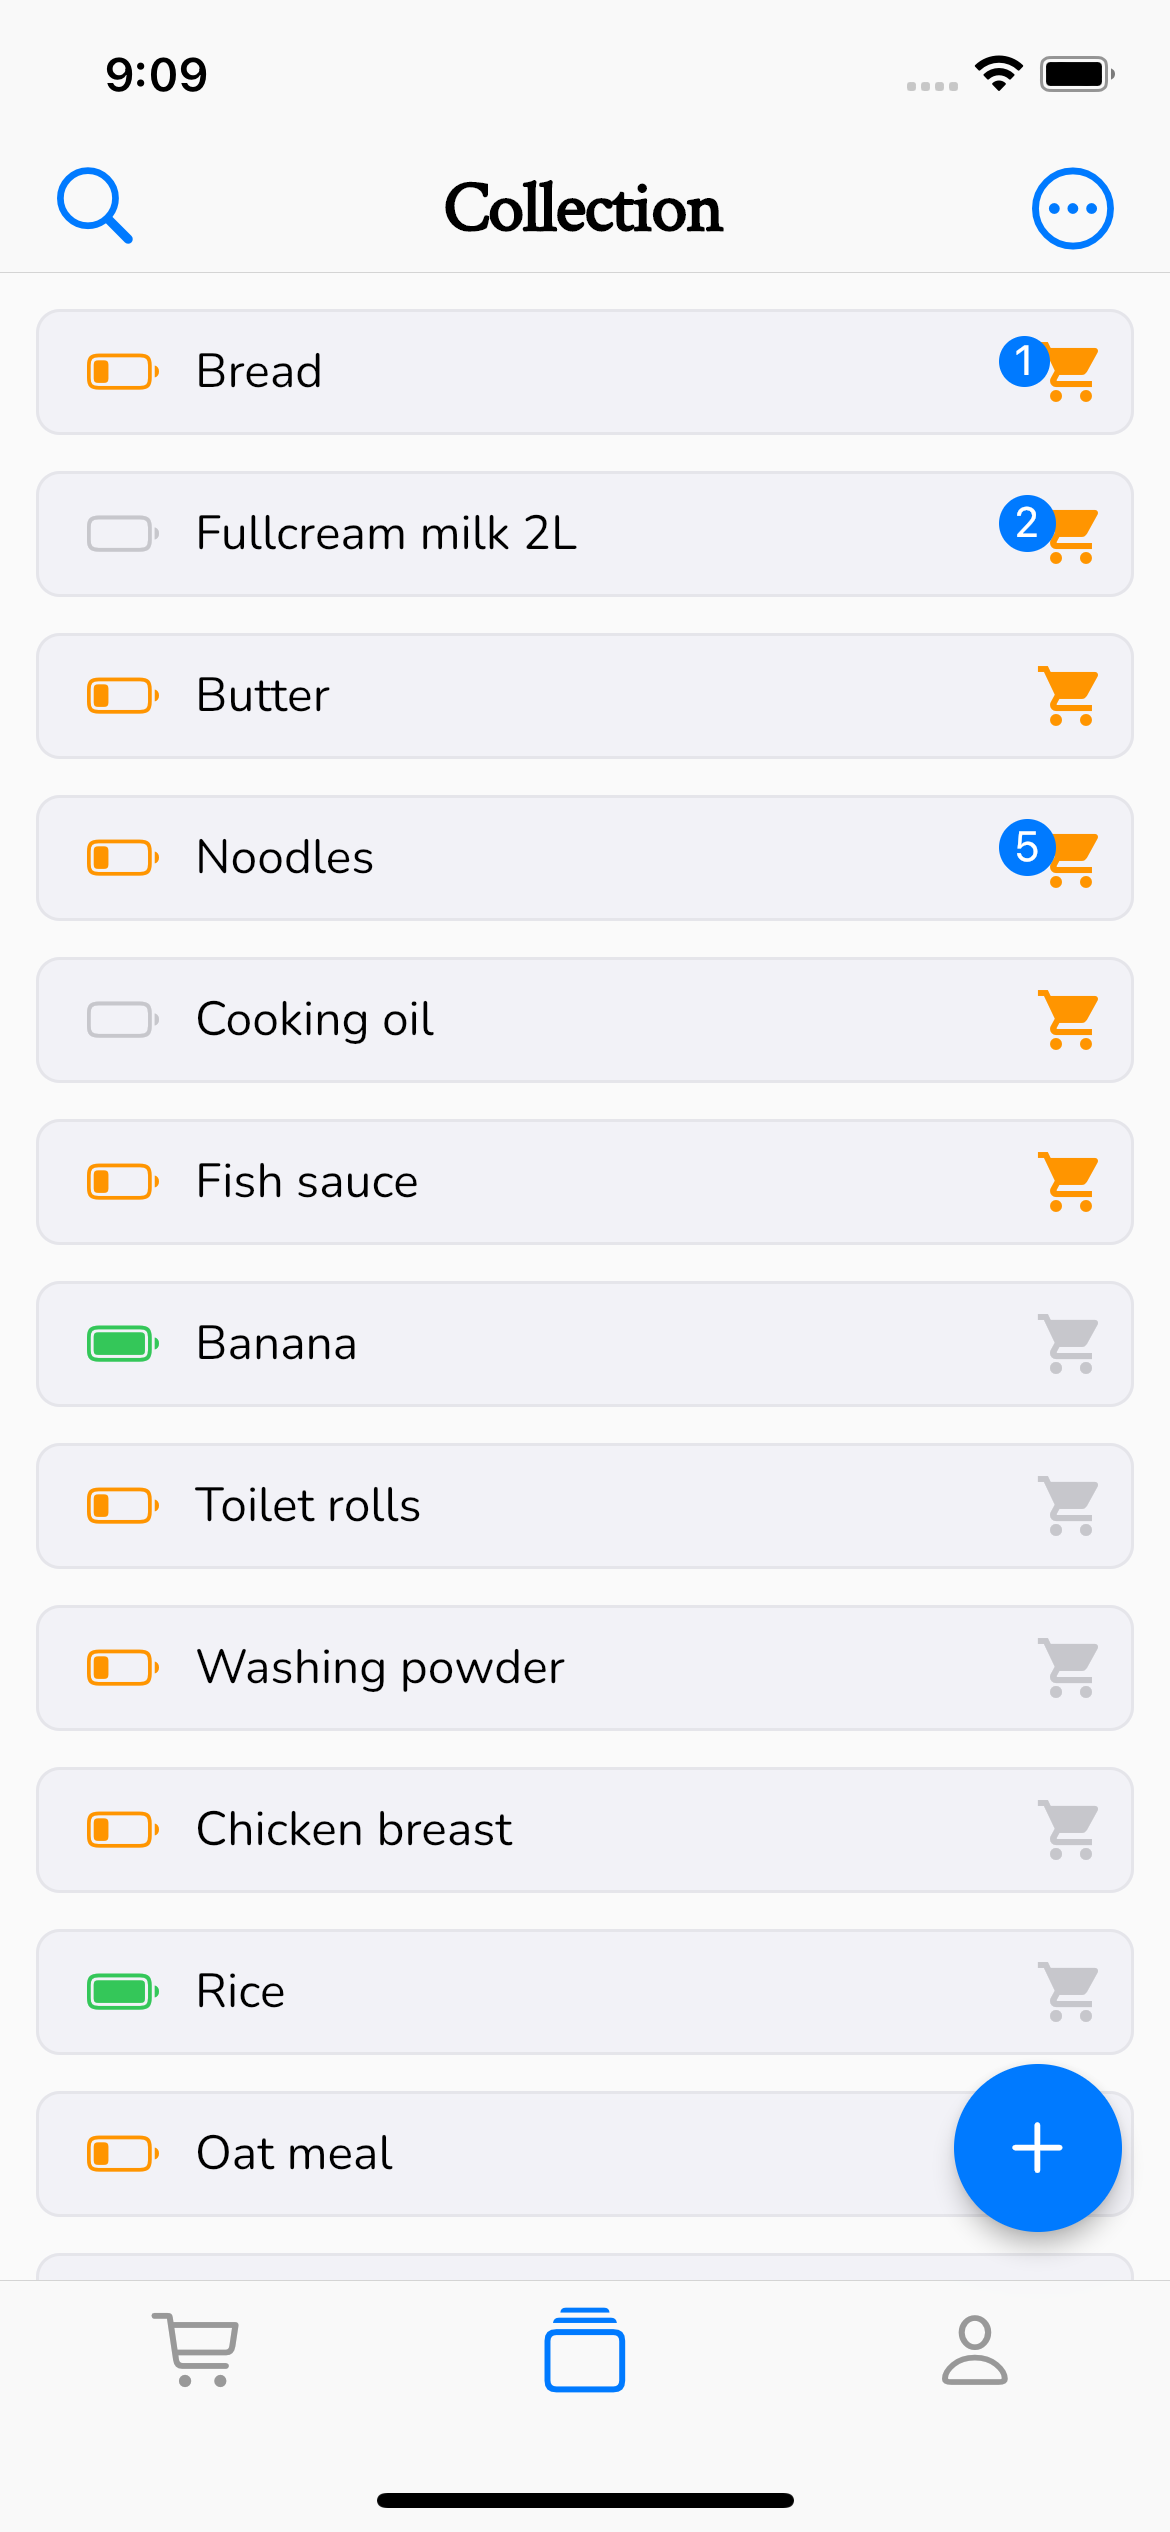 9:09
Collection
Bread 1
Fullcream milk 2L 2
Butter
Noodles 5
Cooking oil
Fish sauce
Banana
Toilet rolls
Washing powder
Chicken breast
Rice
Oat meal